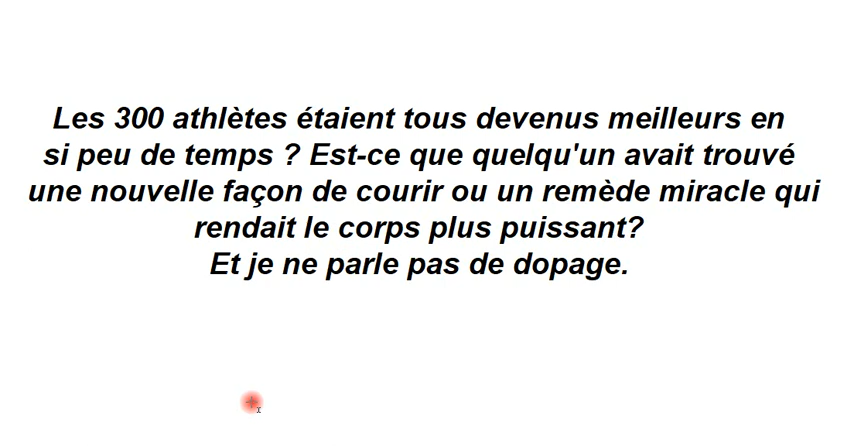 Les 300 athlètes étaient tous devenus meilleurs en
si peu de temps ? Est-ce que quelqu'un avait trouvé
une nouvelle façon de courir ou un remède miracle qui
rendait le corps plus puissant?
Et je ne parle pas de dopage.